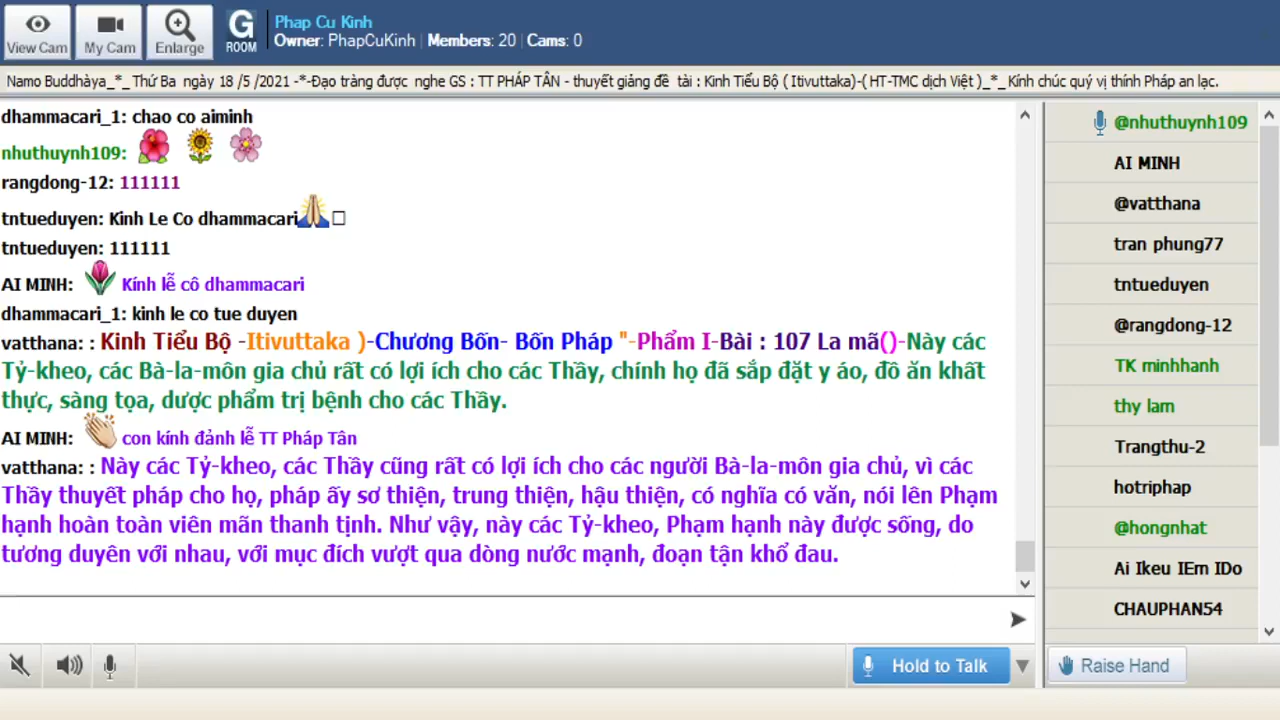 View Cam
My Cam
Enlarge
G
ROOM
Phap Cu Kinh
Owner: PhapCuKinh | Members: 20 | Cams: 0
Namo Buddhàya_*_ Thứ Ba ngày 18 /5 /2021 -*-Đạo tràng được nghe GS : TT PHÁP TÂN - thuyết giảng đề tài : Kinh Tiểu Bộ ( Itivuttaka)-( HT-TMC dịch Việt )_*_ Kính chúc quý vị thính Pháp an lạc.
dhammacari_1: chao co aiminh
nhuthuynh109:
rangdong-12: 111111
tntueduyen: Kinh Le Co dhammacari
tntueduyen: 111111
AI MINH: Kính lễ cô dhammacari
dhammacari_1: kinh le co tue duyen
vatthana: : Kinh Tiểu Bộ -Itivuttaka )-Chương Bốn- Bốn Pháp "-Phẩm I-Bài : 107 La mã()-Này các
Tỷ-kheo, các Bà-la-môn gia chủ rất có lợi ích cho các Thầy, chính họ đã sắp đặt y áo, đồ ăn khất
thực, sàng tọa, dược phẩm trị bệnh cho các Thầy.
AI MINH: con kính đảnh lễ TT Pháp Tân
vatthana: : Này các Tỷ-kheo, các Thầy cũng rất có lợi ích cho các người Bà-la-môn gia chủ, vì các
Thầy thuyết pháp cho họ, pháp ấy sơ thiện, trung thiện, hậu thiện, có nghĩa có văn, nói lên Phạm
hạnh hoàn toàn viên mãn thanh tịnh. Như vậy, này các Tỷ-kheo, Phạm hạnh này được sống, do
tương duyên với nhau, với mục đích vượt qua dòng nước mạnh, đoạn tận khổ đau.
@nhuthuynh109
AI MINH
@vatthana
tran phung77
tntueduyen
@rangdong-12
TK minhhanh
thy lam
Trangthu-2
hotriphap
@hongnhat
Ai Ikeu IEm IDo
CHAUPHAN54
Hold to Talk
Raise Hand